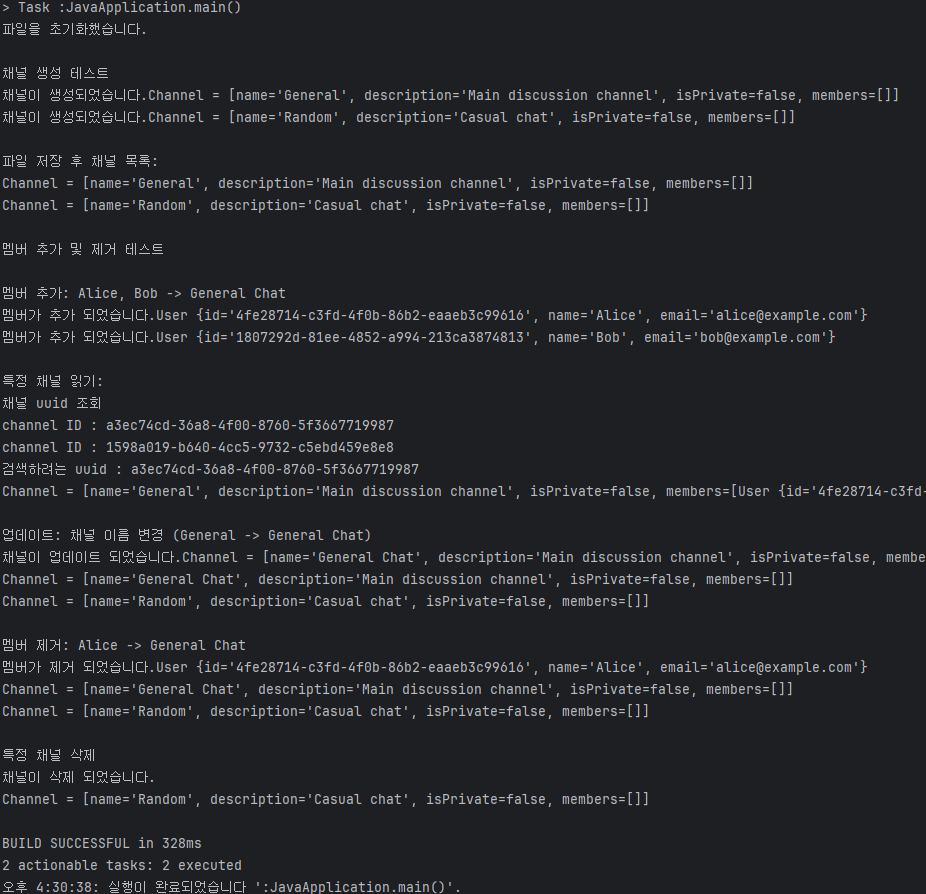 > Task :JavaApplication.main()
파일을 초기화했습니다.
채널 생성 테스트
채널이 생성되었습니다.Channel = [name='General', description='Main discussion channel', isPrivate=false, members=[]]
채널이 생성되었습니다.Channel = [name='Random', description='Casual chat', isPrivate=false, members=[]]
파일 저장 후 채널 목록:
Channel = [name='General', description='Main discussion channel', isPrivate=false, members=[]]
Channel = [name='Random', description='Casual chat', isPrivate=false, members=[]]
멤버 추가 및 제거 테스트
멤버 추가: Alice, Bob -> General Chat
멤버가 추가 되었습니다.User {id='4fe28714-c3fd-4f0b-86b2-eaaeb3c99616', name='Alice', email='alice@example.com'}
멤버가 추가 되었습니다.User {id='1807292d-81ee-4852-a994-213ca3874813', name='Bob', email='bob@example.com'}
특정 채널 읽기:
채널 uuid 조회
channel ID : a3ec74cd-36a8-4f00-8760-5f3667719987
channel ID : 1598a019-b640-4cc5-9732-c5ebd459e8e8
검색하려는 uuid : a3ec74cd-36a8-4f00-8760-5f3667719987
Channel = [name='General', description='Main discussion channel', isPrivate=false, members=[User {id='4fe28714-c3fd-
업데이트: 채널 이름 변경 (General -> General Chat)
채널이 업데이트 되었습니다.Channel = [name='General Chat', description='Main discussion channel', isPrivate=false, membe
Channel = [name='General Chat', description='Main discussion channel', isPrivate=false, members=[]]
Channel = [name='Random', description='Casual chat', isPrivate=false, members=[]]
멤버 제거: Alice -> General Chat
멤버가 제거 되었습니다.User {id='4fe28714-c3fd-4f0b-86b2-eaaeb3c99616', name='Alice', email='alice@example.com'}
Channel = [name='General Chat', description='Main discussion channel', isPrivate=false, members=[]]
Channel = [name='Random', description='Casual chat', isPrivate=false, members=[]]
특정 채널 삭제
채널이 삭제 되었습니다.
Channel = [name='Random', description='Casual chat', isPrivate=false, members=[]]
BUILD SUCCESSFUL in 328ms
2 actionable tasks: 2 executed
오후 4:30:38: 실행이 완료되었습니다 ':JavaApplication.main()'.